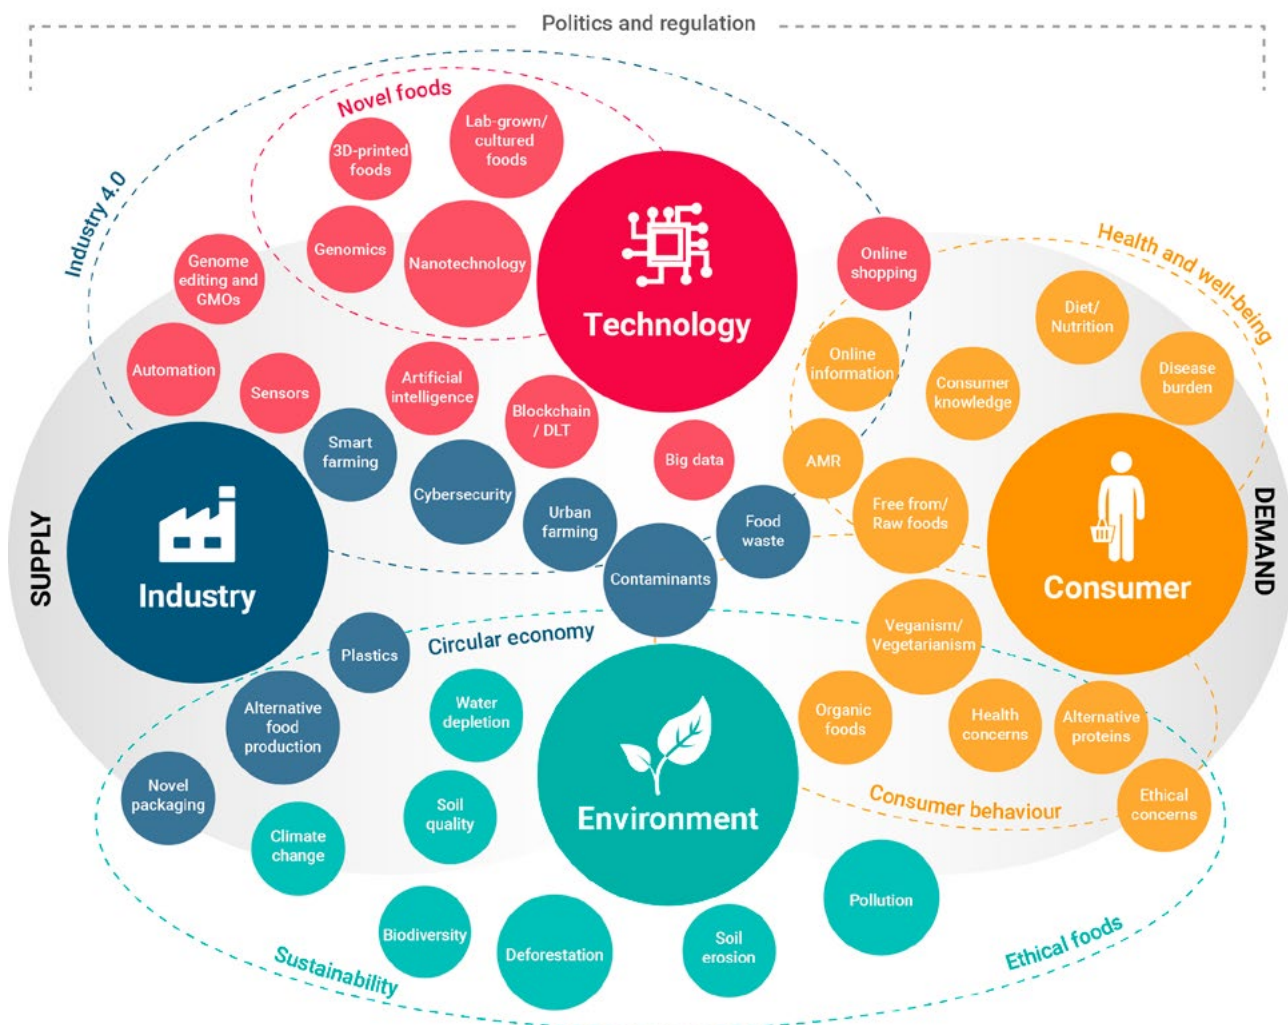 Politics and regulation
Novel foods
Lab-grown/
cultured
foods
3D-printed
foods
Industry 4.0
Genomics
Nanotechnology
Technology
Genome
editing and
GMOs
Automation
Sensors
Artificial
intelligence
Blockchain
/ DLT
Big data
Online
shopping
Health and well-being
Online
information
Diet/
Nutrition
Consumer
knowledge
Disease
burden
AMR
Free from/
Raw foods
SUPPLY
Industry
Smart
farming
Cybersecurity
Urban
farming
Food
waste
Contaminants
Consumer
DEMAND
Circular economy
Plastics
Alternative
food
production
Novel
packaging
Water
depletion
Soil
quality
Climate
change
Environment
Veganism/
Vegetarianism
Organic
foods
Health
concerns
Alternative
proteins
Ethical
concerns
Consumer behaviour
Biodiversity
Deforestation
Soil
erosion
Pollution
Sustainability
Ethical foods